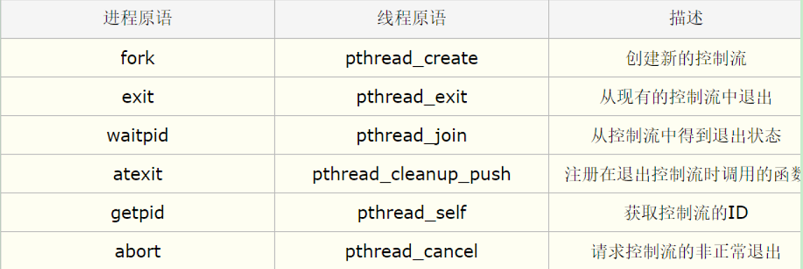 进程原语 线程原语 描述
fork pthread_create 创建新的控制流
exit pthread_exit 从现有的控制流中退出
waitpid pthread_join 从控制流中得到退出状态
atexit pthread_cleanup_push 注册在退出控制流时调用的函数
getpid pthread_self 获取控制流的ID
abort pthread_cancel 请求控制流的非正常退出